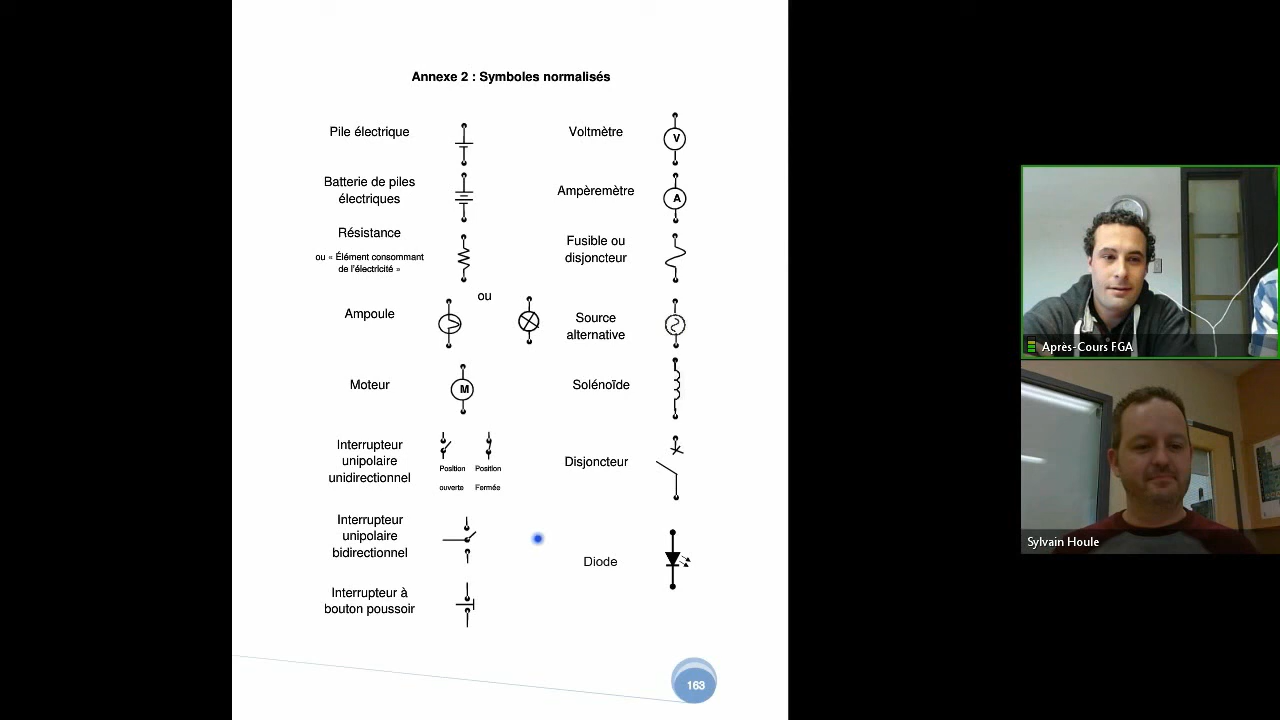 Annexe 2 : Symboles normalisés
Pile électrique
Batterie de piles
électriques
Résistance
ou « Élément consommant
de l'électricité »
ou
Ampoule
Moteur
M
Interrupteur
unipolaire
unidirectionnel
Position
ouverte
Position
Fermée
Interrupteur
unipolaire
bidirectionnel
Interrupteur à
bouton poussoir
Voltmètre
V
Ampèremètre
A
Fusible ou
disjoncteur
Source
alternative
Solénoïde
Disjoncteur
Diode
163
Après-Cours FGA
Sylvain Houle